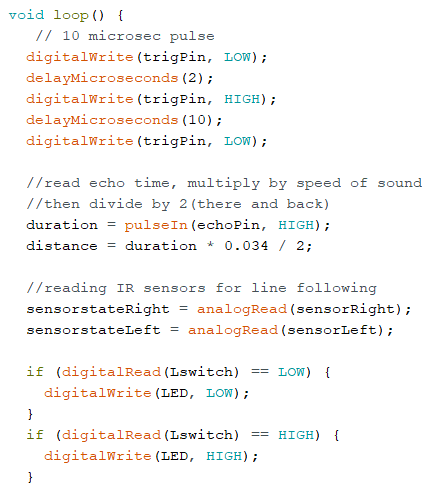 void loop() {
// 10 microsec pulse
digitalWrite(trigPin, LOW);
delayMicroseconds(2);
digitalWrite(trigPin, HIGH);
delayMicroseconds(10);
digitalWrite(trigPin, LOW);
//read echo time, multiply by speed of sound
//then divide by 2(there and back)
duration = pulseIn(echoPin, HIGH);
distance = duration * 0.034 / 2;
//reading IR sensors for line following
sensorstateRight = analogRead(sensorRight);
sensorstateLeft = analogRead(sensorLeft);
if (digitalRead(Lswitch) == LOW) {
digitalWrite(LED, LOW);
}
if (digitalRead(Lswitch) == HIGH) {
digitalWrite(LED, HIGH);
}